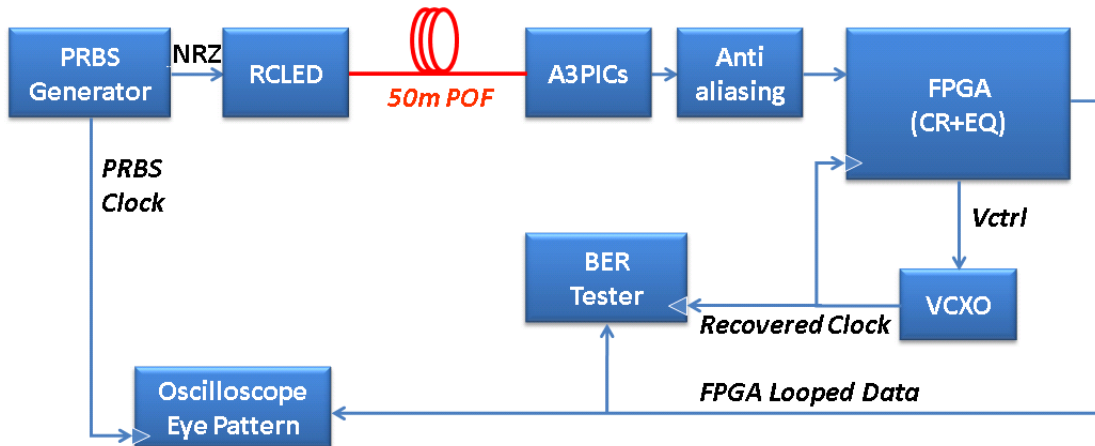 PRBS
Generator
NRZ
RCLED
50m POF
A3PICs
Anti
aliasing
FPGA
(CR+EQ)
PRBS
Clock
Vctrl
BER
Tester
Recovered Clock
VCXO
Oscilloscope
Eye Pattern
FPGA Looped Data